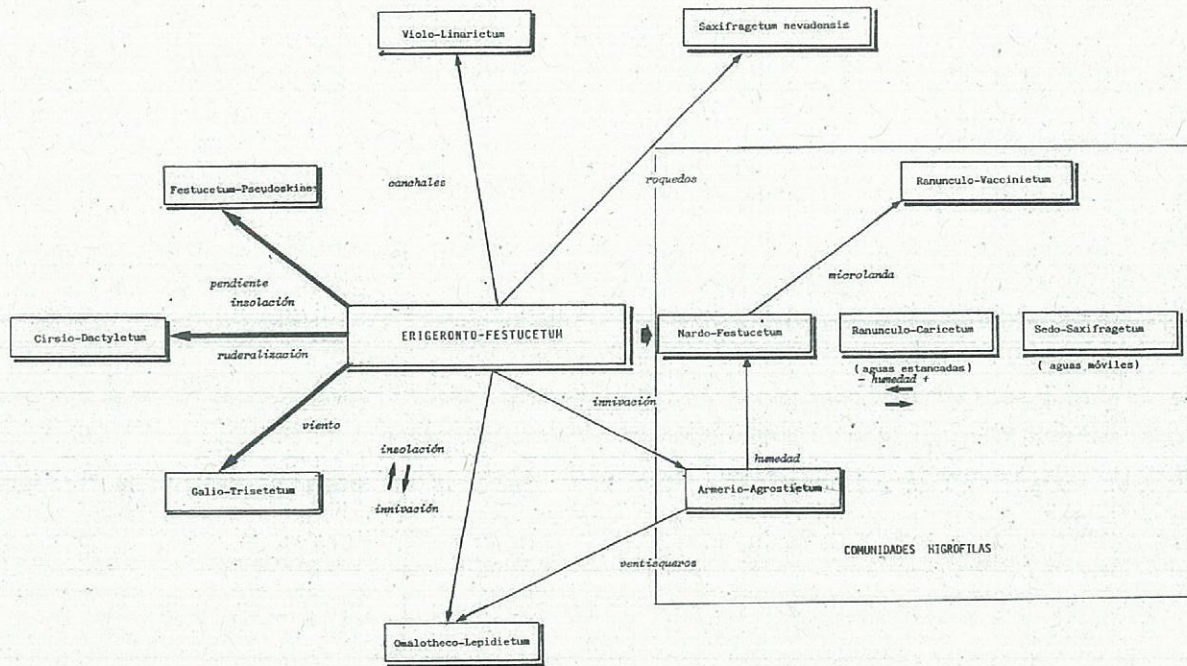 Violo-Linarietum
Saxifragetum nevadensis
Festucetum-Pseudoskine
canchales
roquedos
Ranunculo-Vaccinietum
pendiente
insolación
microlanda
Cirsio-Dactyletum
ruderalización
ERIGERONTO-FESTUCETUM
Nardo-Festucetum
Ranunculo-Caricetum
(aguas estancadas)
- humedad +
Sedo-Saxifragetum
( aguas móviles)
viento
innivación
insolación
innivación
humedad
Galio-Trisetetum
Armerio-Agrostietum
COMUNIDADES HIGROFILAS
ventisqueros
Omalotheco-Lepidietum